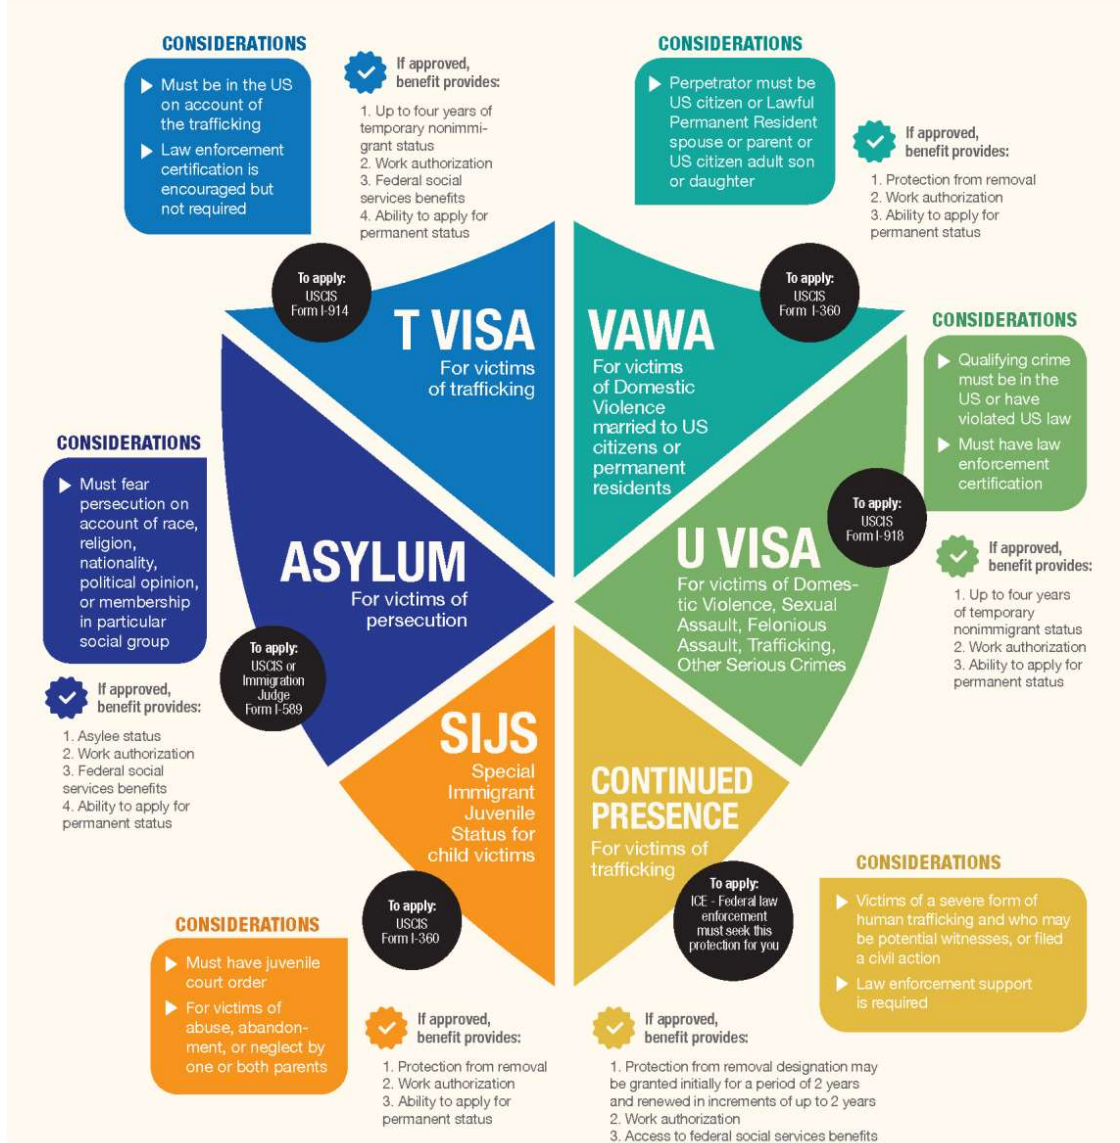 CONSIDERATIONS
Must be in the US
on account of
the trafficking
Law enforcement
certification is
encouraged but
not required
If approved,
benefit provides:
1. Up to four years of
temporary nonimmi-
grant status
2. Work authorization
3. Federal social
services benefits
4. Ability to apply for
permanent status
To apply:
USCIS
Form I-914
T VISA
For victims
of trafficking
CONSIDERATIONS
Perpetrator must be
US citizen or Lawful
Permanent Resident
spouse or parent or
US citizen adult son
or daughter
If approved,
benefit provides:
1. Protection from removal
2. Work authorization
3. Ability to apply for
permanent status
To apply:
USCIS
Form I-360
VAWA
For victims
of Domestic
Violence
married to US
citizens or
permanent
residents
CONSIDERATIONS
Qualifying crime
must be in the
US or have
violated US law
Must have law
enforcement
certification
To apply:
USCIS
Form I-918
U VISA
For victims of Domes-
tic Violence, Sexual
Assault, Felonious
Assault, Trafficking,
Other Serious Crimes
If approved,
benefit provides:
1. Up to four years
of temporary
nonimmigrant status
2. Work authorization
3. Ability to apply for
permanent status
CONSIDERATIONS
Must fear
persecution on
account of race,
religion,
nationality,
political opinion,
or membership
in particular
social group
ASYLUM
For victims of
persecution
To apply:
USCIS or
Immigration
Judge
Form I-589
If approved,
benefit provides:
1. Asylee status
2. Work authorization
3. Federal social
services benefits
4. Ability to apply for
permanent status
SIJS
Special
Immigrant
Juvenile
Status for
child victims
To apply:
USCIS
Form I-360
CONSIDERATIONS
Must have juvenile
court order
For victims of
abuse, abandon-
ment, or neglect by
one or both parents
If approved,
benefit provides:
1. Protection from removal
2. Work authorization
3. Ability to apply for
permanent status
CONTINUED
PRESENCE
For victims of
trafficking
To apply:
ICE - Federal law
enforcement
must seek this
protection for you
CONSIDERATIONS
Victims of a severe form of
human trafficking and who may
be potential witnesses, or filed
a civil action
Law enforcement support
is required
If approved,
benefit provides:
1. Protection from removal designation may
be granted initially for a period of 2 years
and renewed in increments of up to 2 years
2. Work authorization
3. Access to federal social services benefits